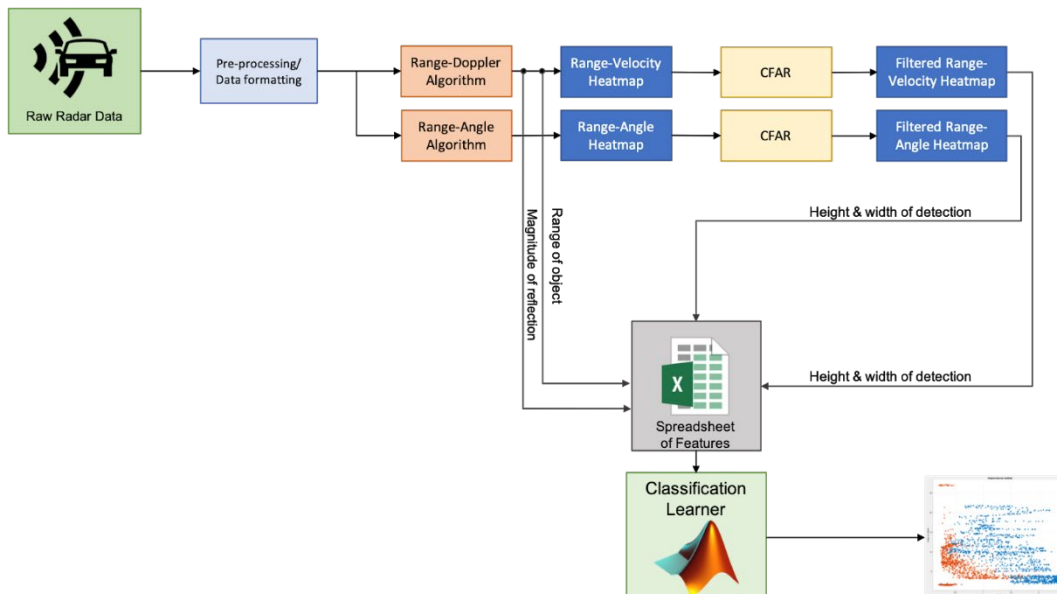 Raw Radar Data
Pre-processing/
Data formatting
Range-Doppler
Algorithm
Range-Velocity
Heatmap
CFAR
Filtered Range-
Velocity Heatmap
Range-Angle
Algorithm
Range-Angle
Heatmap
CFAR
Filtered Range-
Angle Heatmap
Magnitude of reflection
Range of object
Height & width of detection
Height & width of detection
X
Spreadsheet
of Features
Classification
Learner